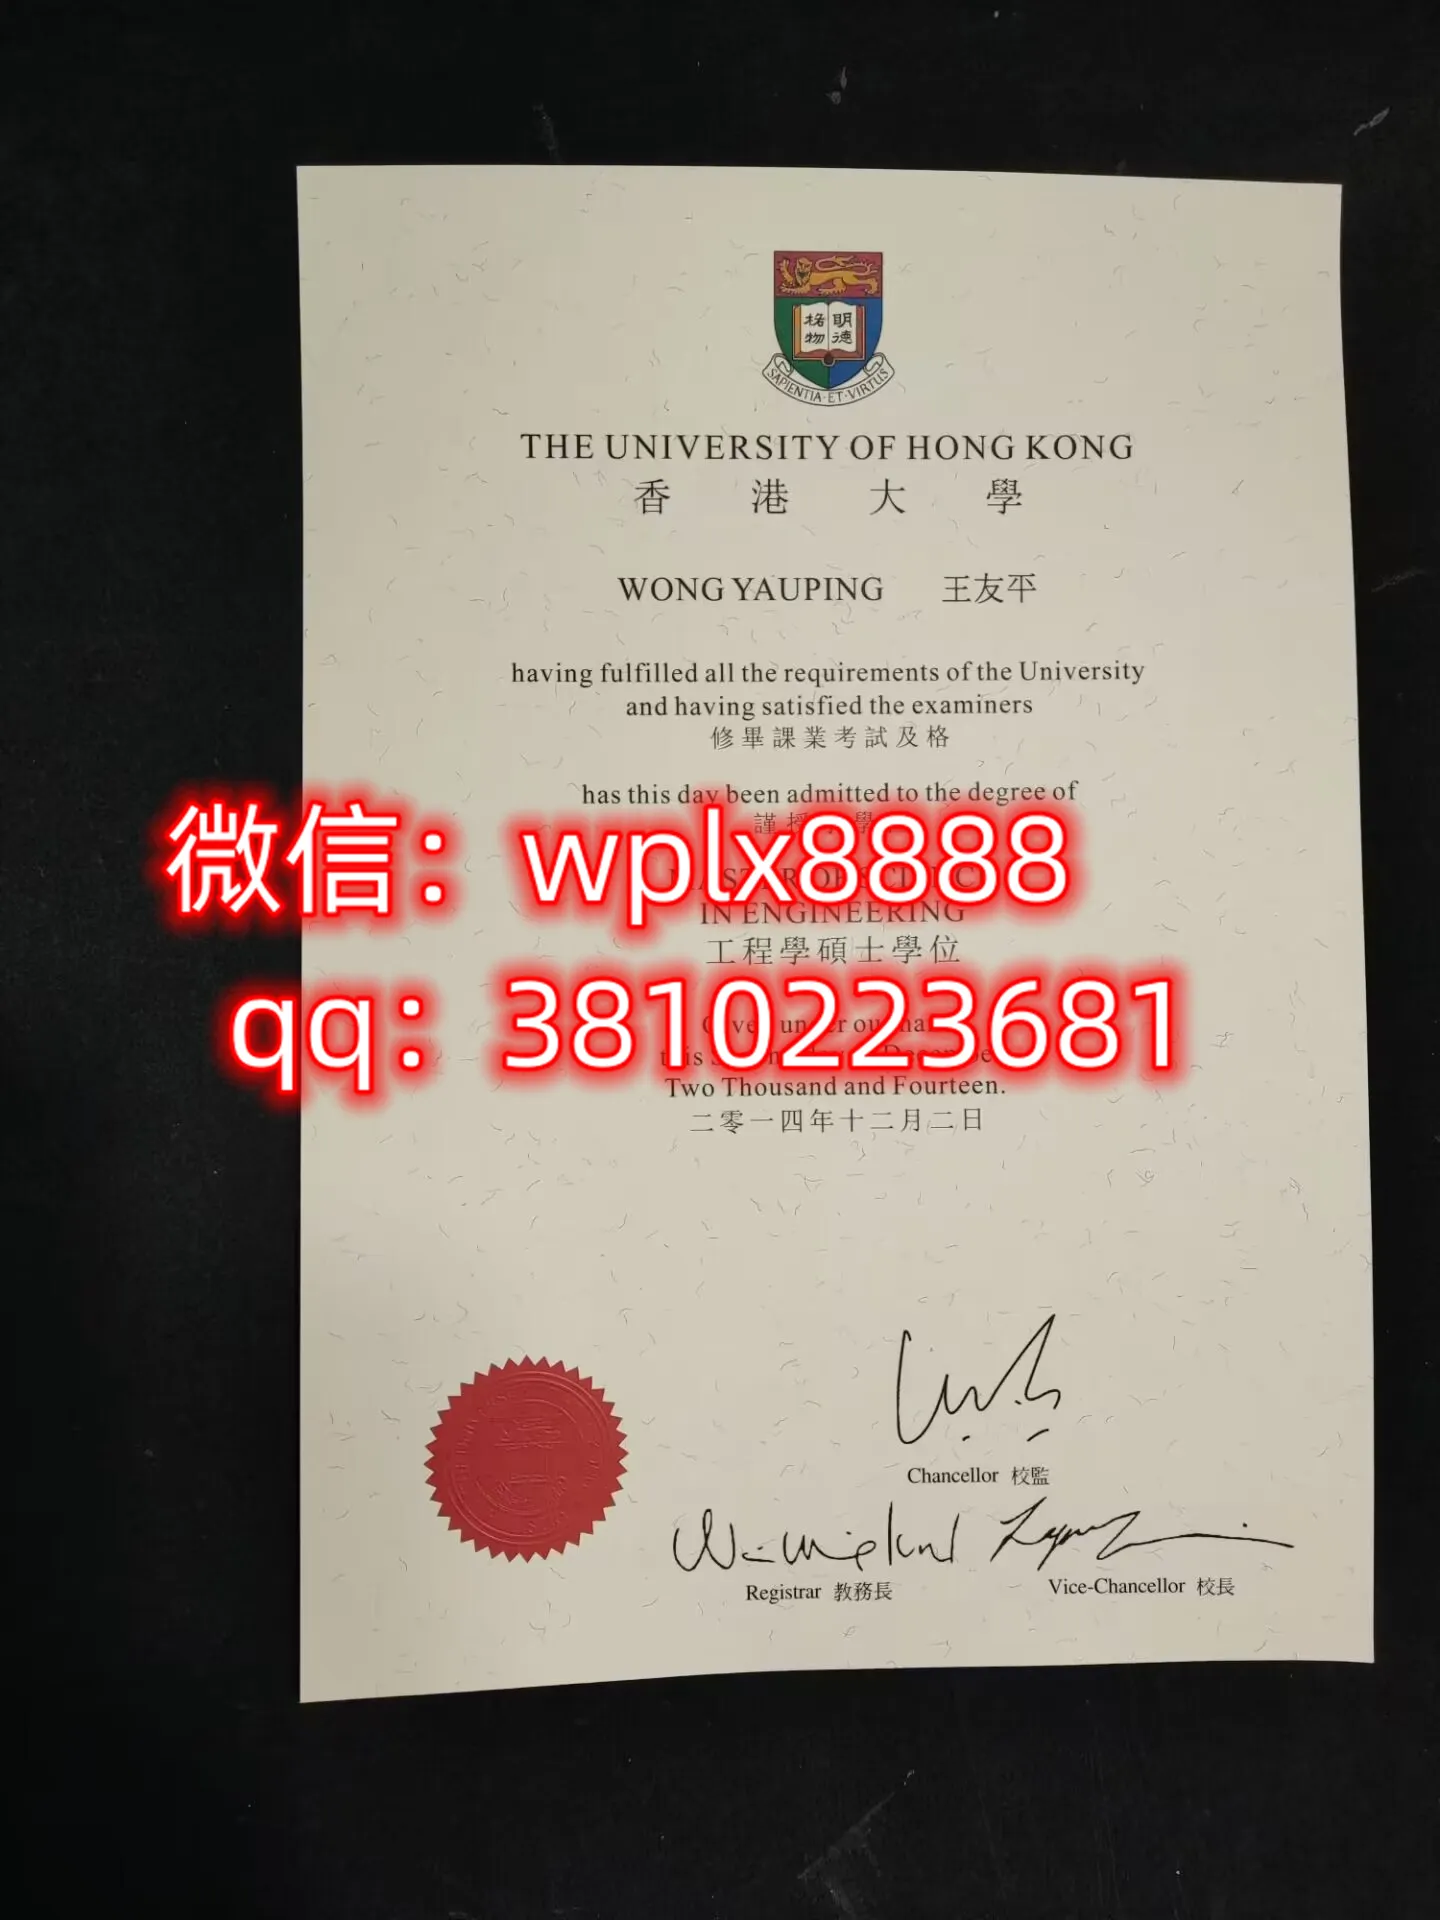 格 明
物 德
SAPIENTIA·ET·VIRTUS
THE UNIVERSITY OF HONG KONG
香港大學
WONG YAUPING 王友平
having fulfilled all the requirements of the University
and having satisfied the examiners
修畢課業考試及格
has this day been admitted to the degree of
微信：wplx8888
IN ENGINEERING
工程學碩士學位
qq：3810223681
Two Thousand and Fourteen.
二零一四年十二月二日
Chancellor 校監
Registrar 教務長
Vice-Chancellor 校長